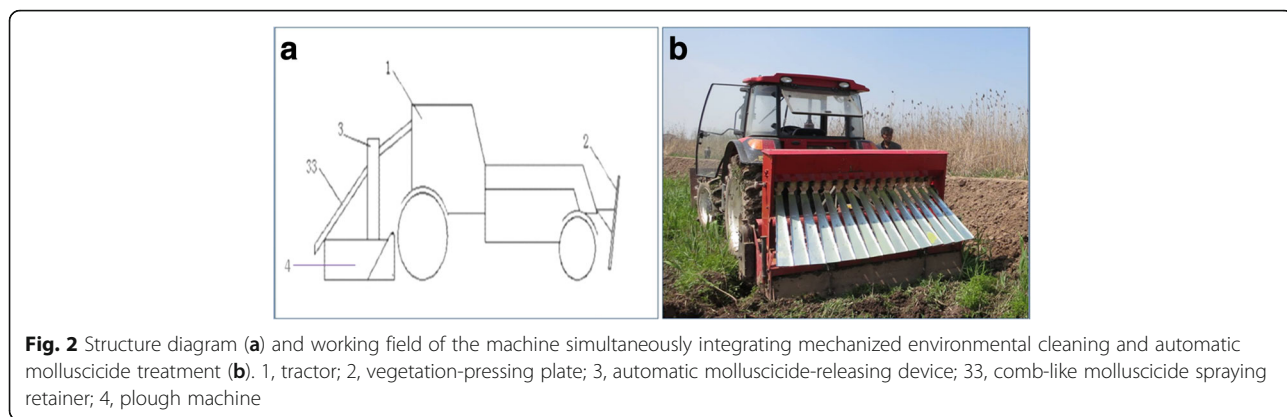 a
b
1
3
2
33
4
Fig. 2 Structure diagram (a) and working field of the machine simultaneously integrating mechanized environmental cleaning and automatic
molluscicide treatment (b). 1, tractor; 2, vegetation-pressing plate; 3, automatic molluscicide-releasing device; 33, comb-like molluscicide spraying
retainer; 4, plough machine